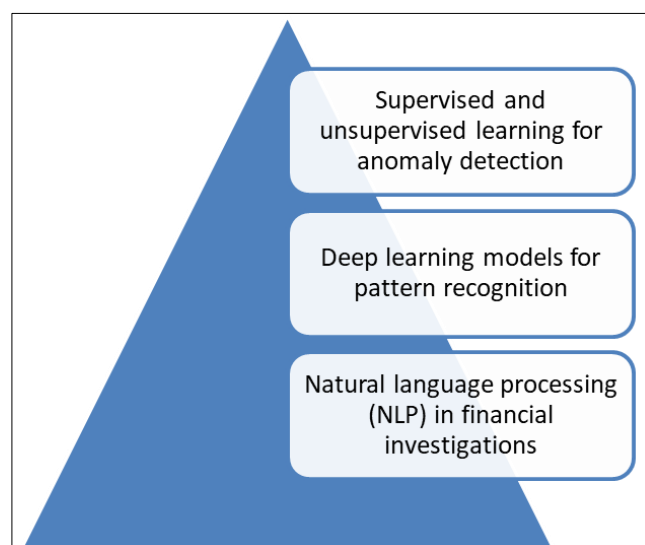 Supervised and
unsupervised learning for
anomaly detection
Deep learning models for
pattern recognition
Natural language processing
(NLP) in financial
investigations